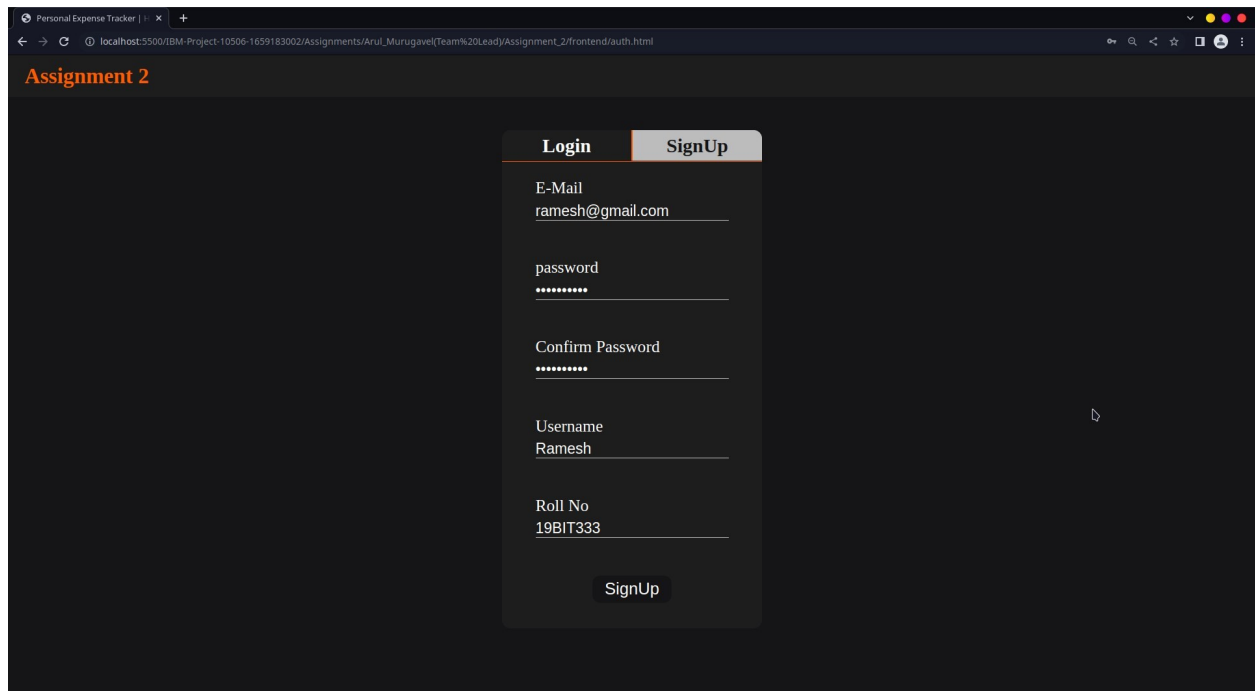 Personal Expense Tracker | H
localhost:5500/IBM-Project-10506-1659183002/Assignments/Arul_Murugavel(Team%20Lead)/Assignment_2/frontend/auth.html
Assignment 2
Login SignUp
E-Mail
ramesh@gmail.com
password
••••••••••
Confirm Password
••••••••••
Username
Ramesh
Roll No
19BIT333
SignUp